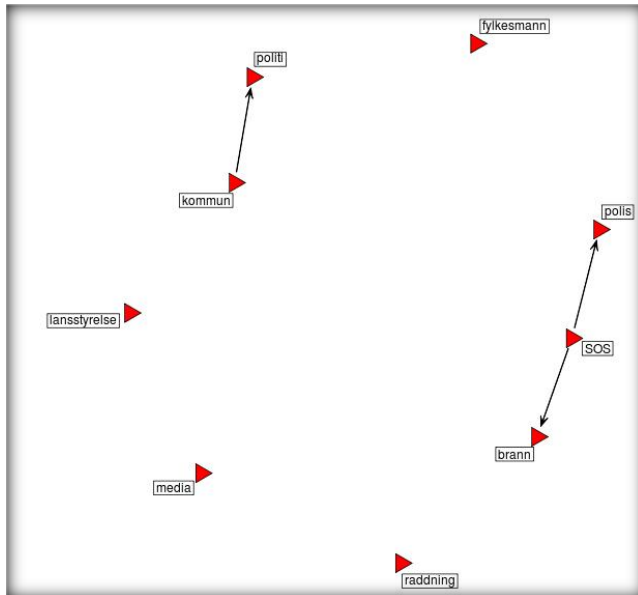 fylkesmann
politi
kommun
polis
lansstyrelse
SOS
brann
media
raddning